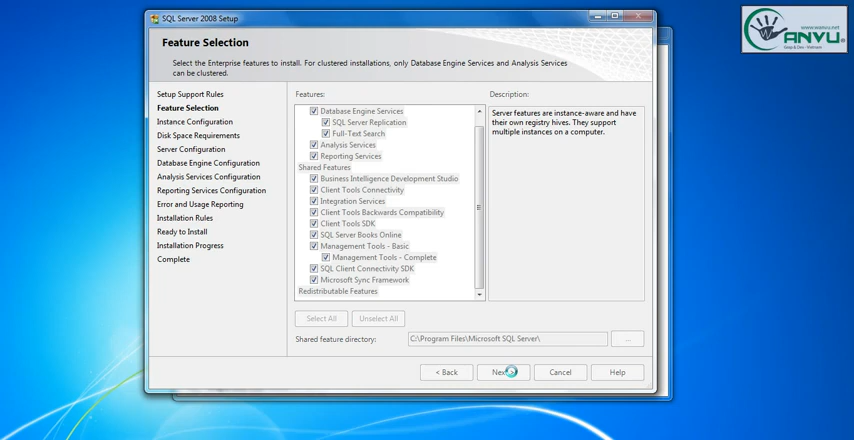 SQL Server 2008 Setup
Feature Selection
Select the Enterprise features to install. For clustered installations, only Database Engine Services and Analysis Services
can be clustered.
Setup Support Rules
Feature Selection
Instance Configuration
Disk Space Requirements
Server Configuration
Database Engine Configuration
Analysis Services Configuration
Reporting Services Configuration
Error and Usage Reporting
Installation Rules
Ready to Install
Installation Progress
Complete
Features:
Database Engine Services
SQL Server Replication
Full-Text Search
Analysis Services
Reporting Services
Shared Features
Business Intelligence Development Studio
Client Tools Connectivity
Integration Services
Client Tools Backwards Compatibility
Client Tools SDK
SQL Server Books Online
Management Tools - Basic
Management Tools - Complete
SQL Client Connectivity SDK
Microsoft Sync Framework
Redistributable Features
Description:
Server features are instance-aware and have
their own registry hives. They support
multiple instances on a computer.
Select All
Unselect All
Shared feature directory:
C:\Program Files\Microsoft SQL Server\
...
< Back
Next >
Cancel
Help
www.wanvu.net
ANVU